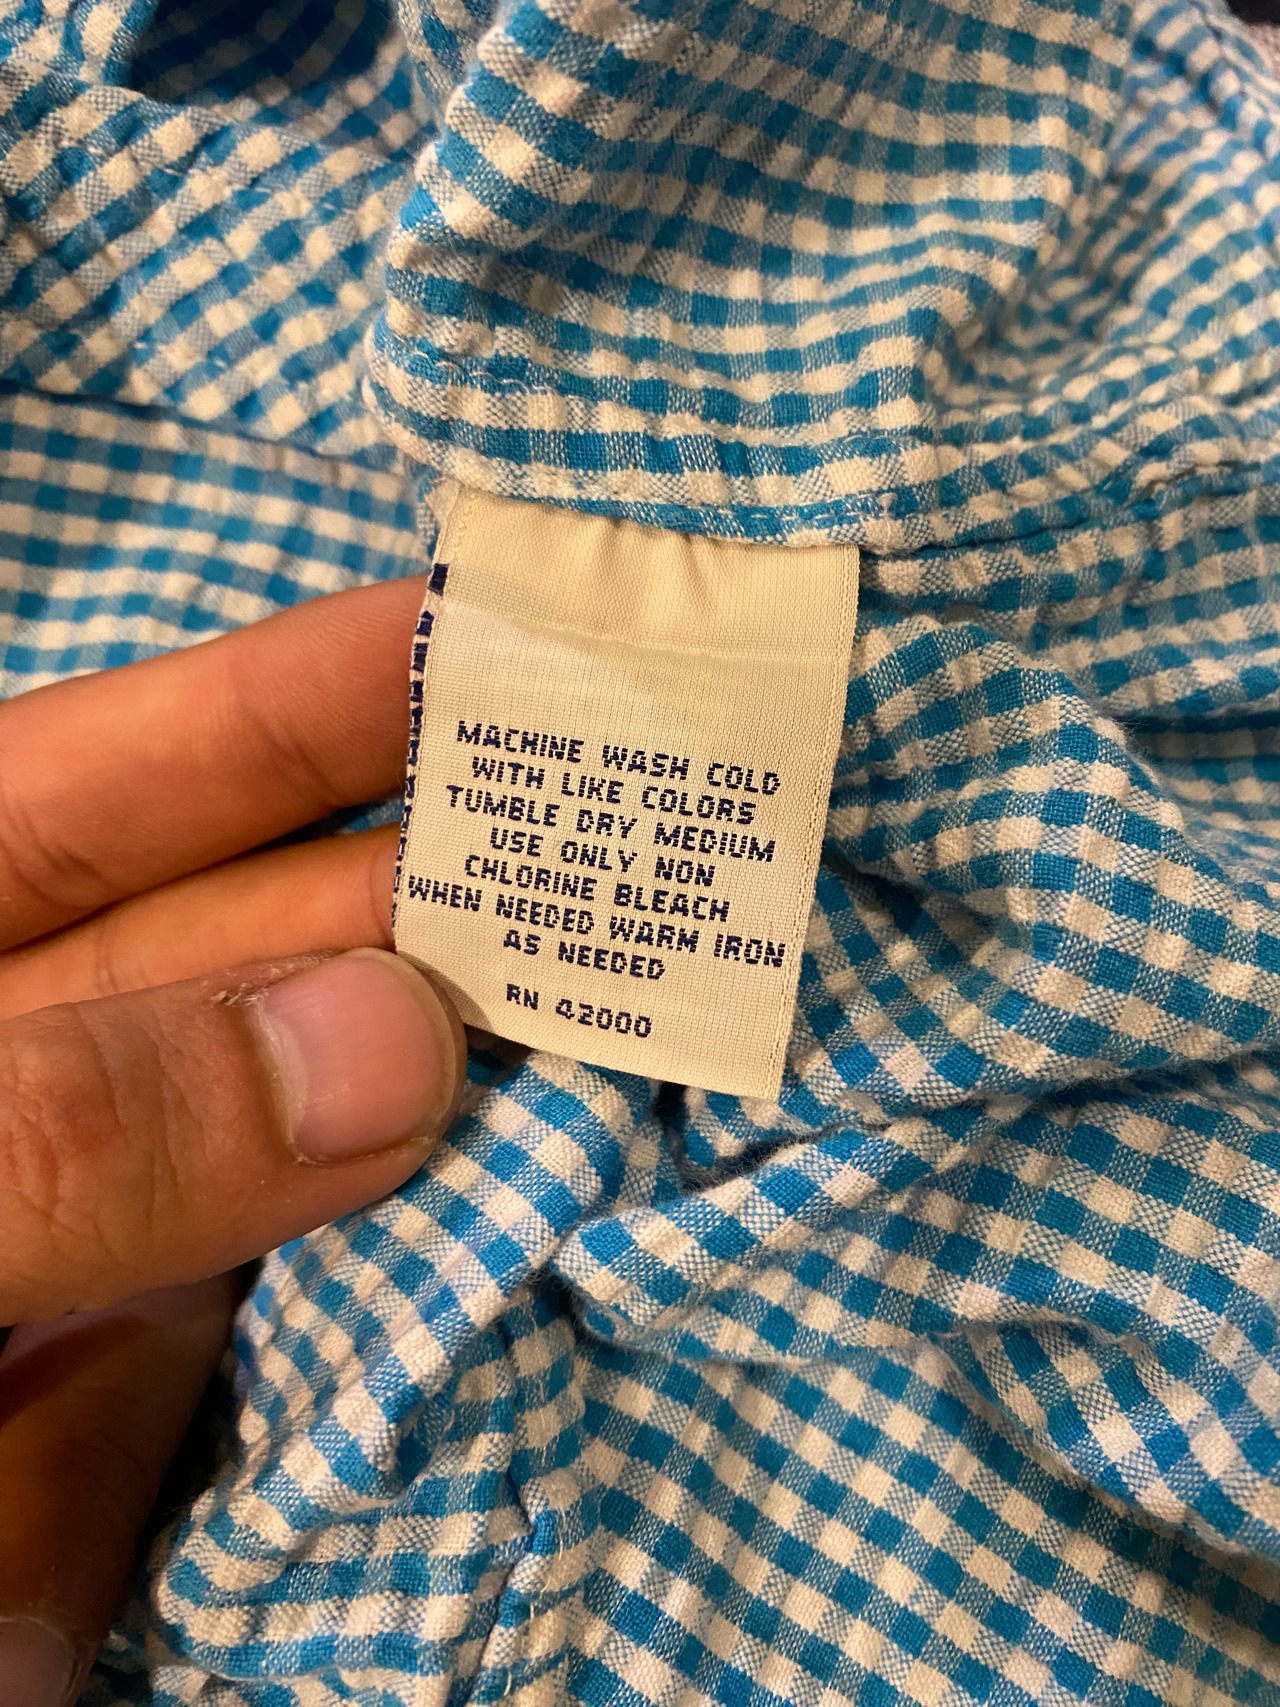 MACHINE WASH COLD
WITH LIKE COLORS
TUMBLE DRY MEDIUM
USE ONLY NON
CHLORINE BLEACH
WHEN NEEDED WARM IRON
AS NEEDED
RN 42000